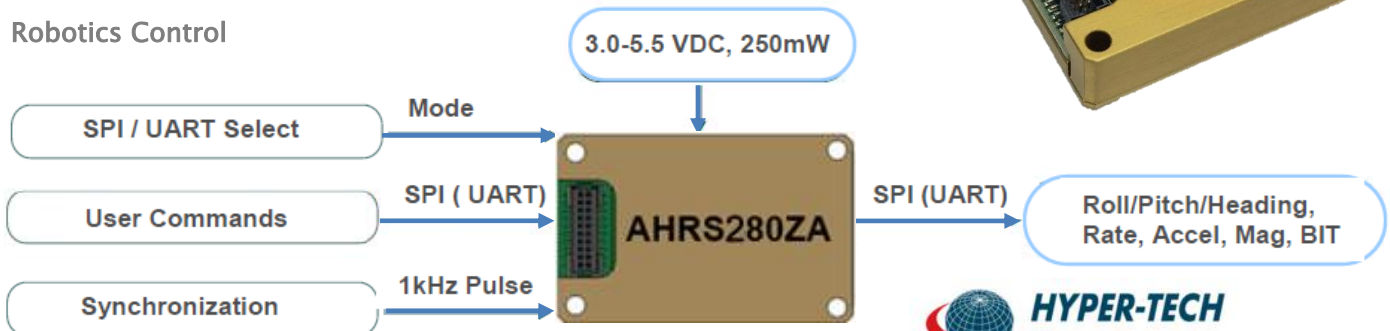 Robotics Control
3.0-5.5 VDC, 250mW
SPI / UART Select
Mode
User Commands
SPI ( UART)
AHRS280ZA
SPI (UART)
Roll/Pitch/Heading,
Rate, Accel, Mag, BIT
Synchronization
1kHz Pulse
HYPER-TECH